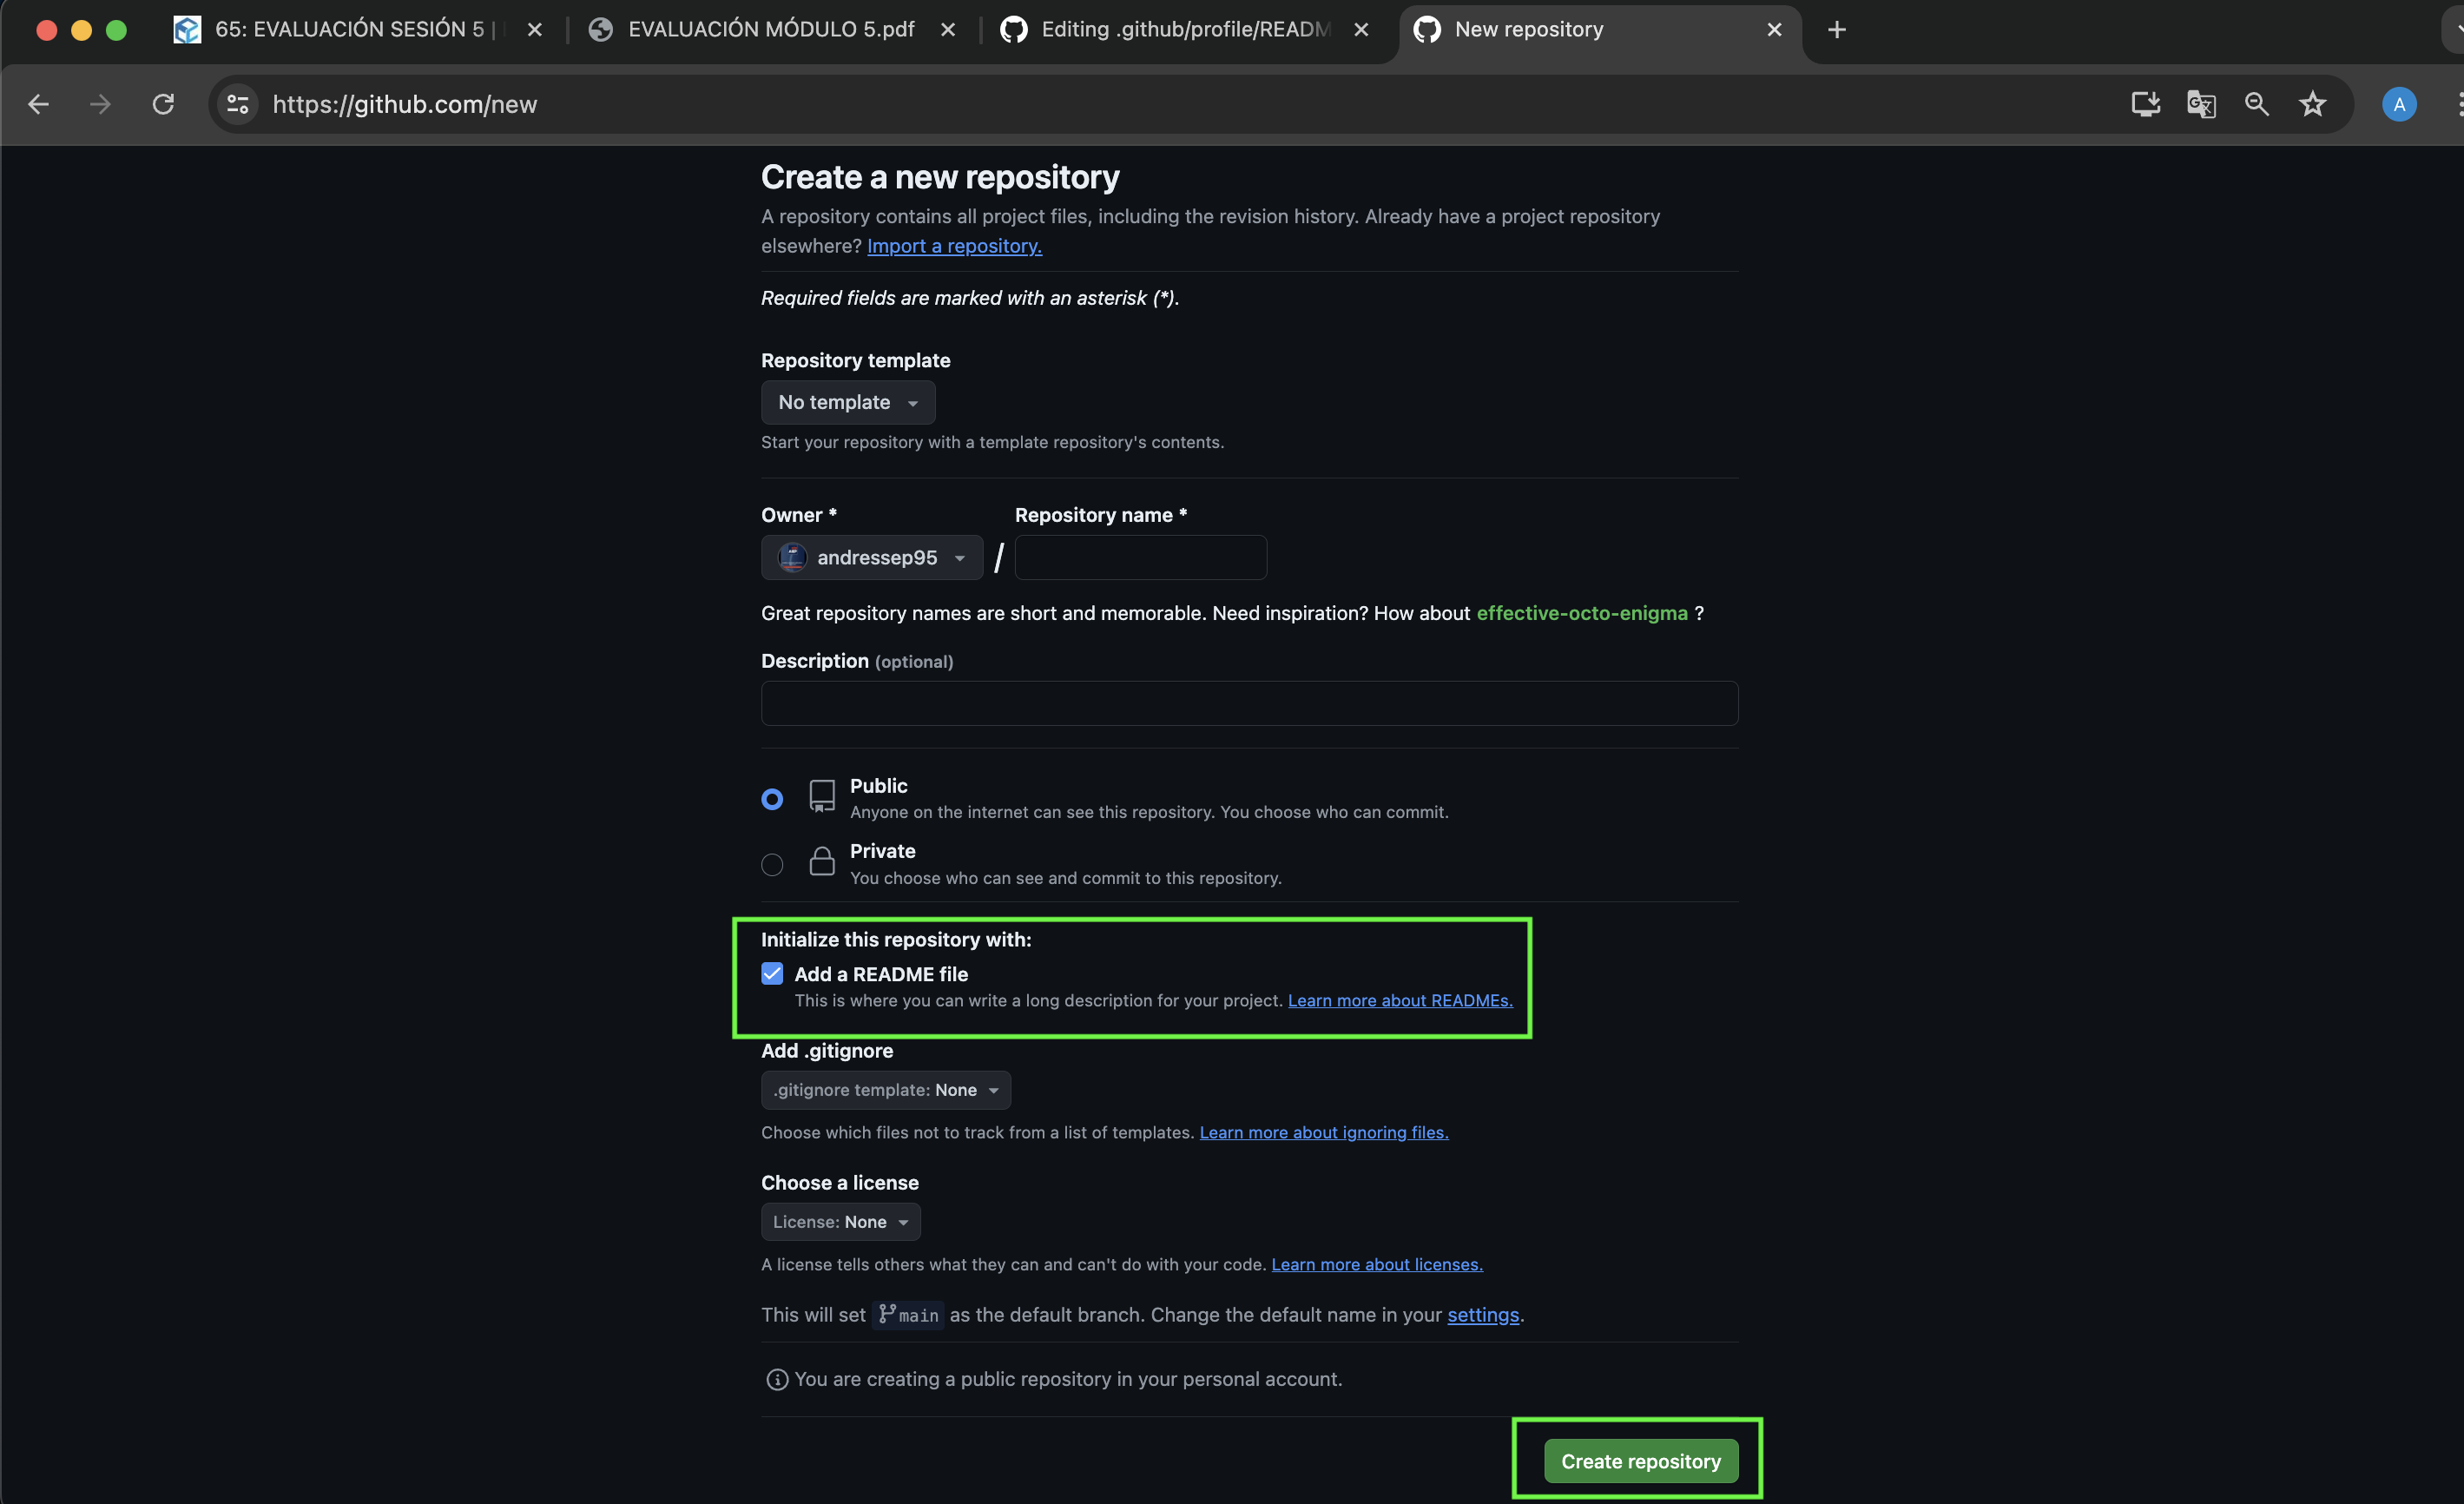 65: EVALUACIÓN SESIÓN 5 |
EVALUACIÓN MÓDULO 5.pdf
Editing .github/profile/READM
New repository
https://github.com/new
A
Create a new repository
A repository contains all project files, including the revision history. Already have a project repository
elsewhere? Import a repository.
Required fields are marked with an asterisk (*).
Repository template
No template
Start your repository with a template repository's contents.
Owner *
Repository name *
andressep95
/
Great repository names are short and memorable. Need inspiration? How about effective-octo-enigma ?
Description (optional)
Public
Anyone on the internet can see this repository. You choose who can commit.
Private
You choose who can see and commit to this repository.
Initialize this repository with:
Add a README file
This is where you can write a long description for your project. Learn more about READMEs.
Add .gitignore
.gitignore template: None
Choose which files not to track from a list of templates. Learn more about ignoring files.
Choose a license
License: None
A license tells others what they can and can't do with your code. Learn more about licenses.
This will set main as the default branch. Change the default name in your settings.
You are creating a public repository in your personal account.
Create repository